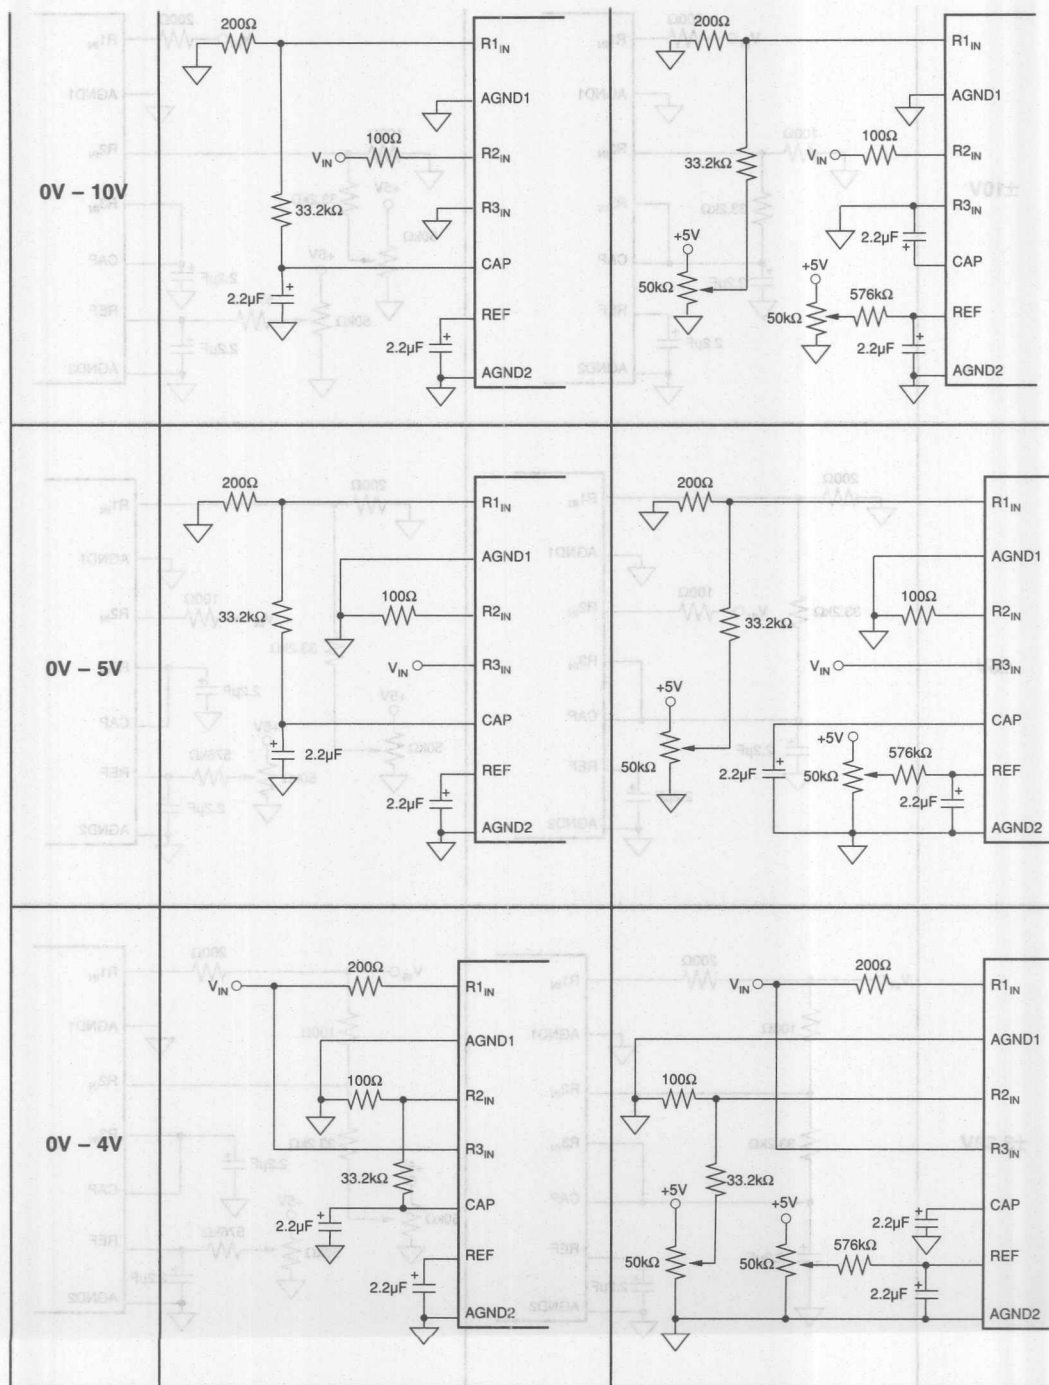 0V – 10V
200Ω
R1IN
AGND1
100Ω
VIN
R2IN
33.2kΩ
R3IN
CAP
2.2µF
REF
2.2µF
AGND2
200Ω
R1IN
AGND1
100Ω
VIN
R2IN
33.2kΩ
R3IN
2.2µF
+5V
CAP
+5V
50kΩ
576kΩ
REF
50kΩ
2.2µF
AGND2
0V – 5V
200Ω
R1IN
AGND1
100Ω
R2IN
33.2kΩ
VIN
R3IN
CAP
2.2µF
REF
2.2µF
AGND2
200Ω
R1IN
AGND1
100Ω
R2IN
33.2kΩ
VIN
R3IN
+5V
CAP
+5V
576kΩ
50kΩ
2.2µF
50kΩ
REF
2.2µF
AGND2
0V – 4V
200Ω
VIN
R1IN
AGND1
100Ω
R2IN
R3IN
33.2kΩ
CAP
2.2µF
REF
2.2µF
AGND2
200Ω
VIN
R1IN
AGND1
100Ω
R2IN
R3IN
33.2kΩ
+5V
+5V
CAP
2.2µF
576kΩ
REF
50kΩ
50kΩ
2.2µF
AGND2